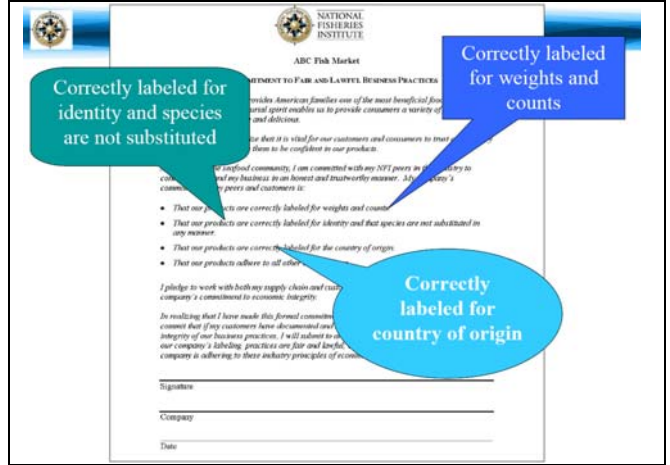 NATIONAL
FISHERIES
INSTITUTE
ABC Fish Market
TMENT TO FAIR AND LAWFUL BUSINESS PRACTICES
Correctly labeled
for weights and
counts
Correctly labeled for
identity and species
are not substituted
rovides American families one of the most beneficial foo
urial spirit enables us to provide consumers a variety of
e and delicious.
ize that it is vital for our customers and consumers to trust
them to be confident in our products.
seafood community, I am committed with my NFI peers in to
my business in an honest and trustworthy manner.
peers and customers is:
• That our products are correctly labeled for weights and counts
• That our products are correctly labeled for identity and that species are not substituted in
any manner.
• That our products are correctly labeled for the country of origin.
• That our products adhere to all other
Correctly
labeled for
country of origin
I pledge to work with both my supply chain and
company's commitment to economic integrity.
In realizing that I have made this formal
commit that if my customers have documented and
integrity of our business practices, I will submit to
our company's labeling practices are fair and lawful,
company is adhering to these industry principles of
Signature
Company
Date